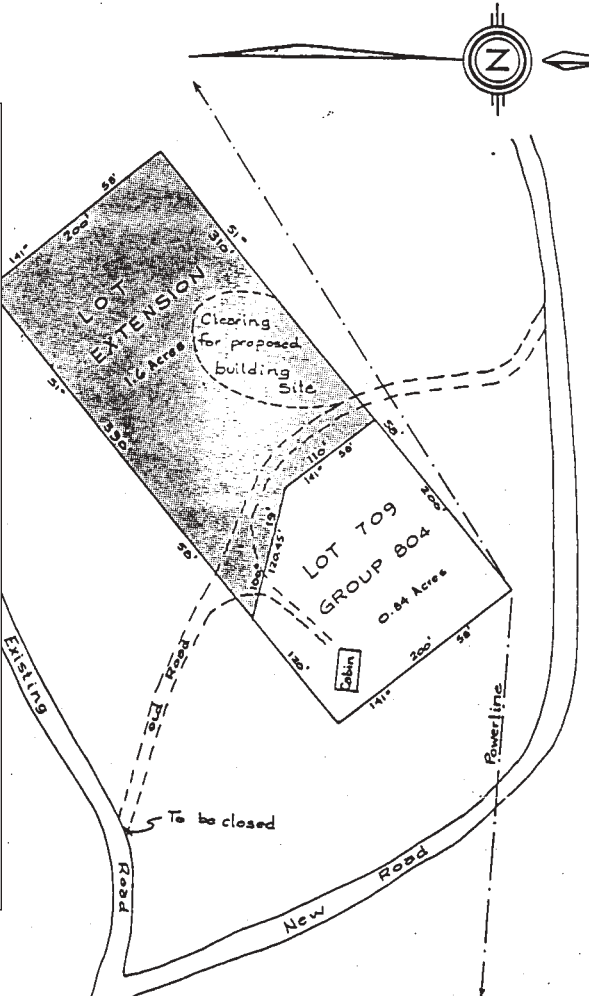 N
141° 58'
200'
51°
310'
LOT
EXTENSION
1.6 Acres
Clearing
for proposed
building
Site
51°
390'
58'
110'
141° 58'
58'
200'
100° 19'
120.45'
LOT 709
GROUP 804
0.84 Acres
120'
Cabin
200'
141° 58'
Powerline
Existing
Road
Road
To be closed
New Road